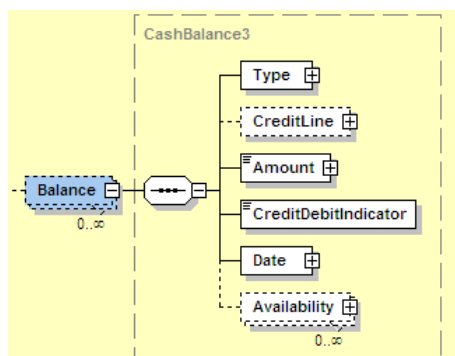 CashBalance3
Type
CreditLine
Amount
Balance
0..∞
CreditDebitIndicator
Date
Availability
0..∞